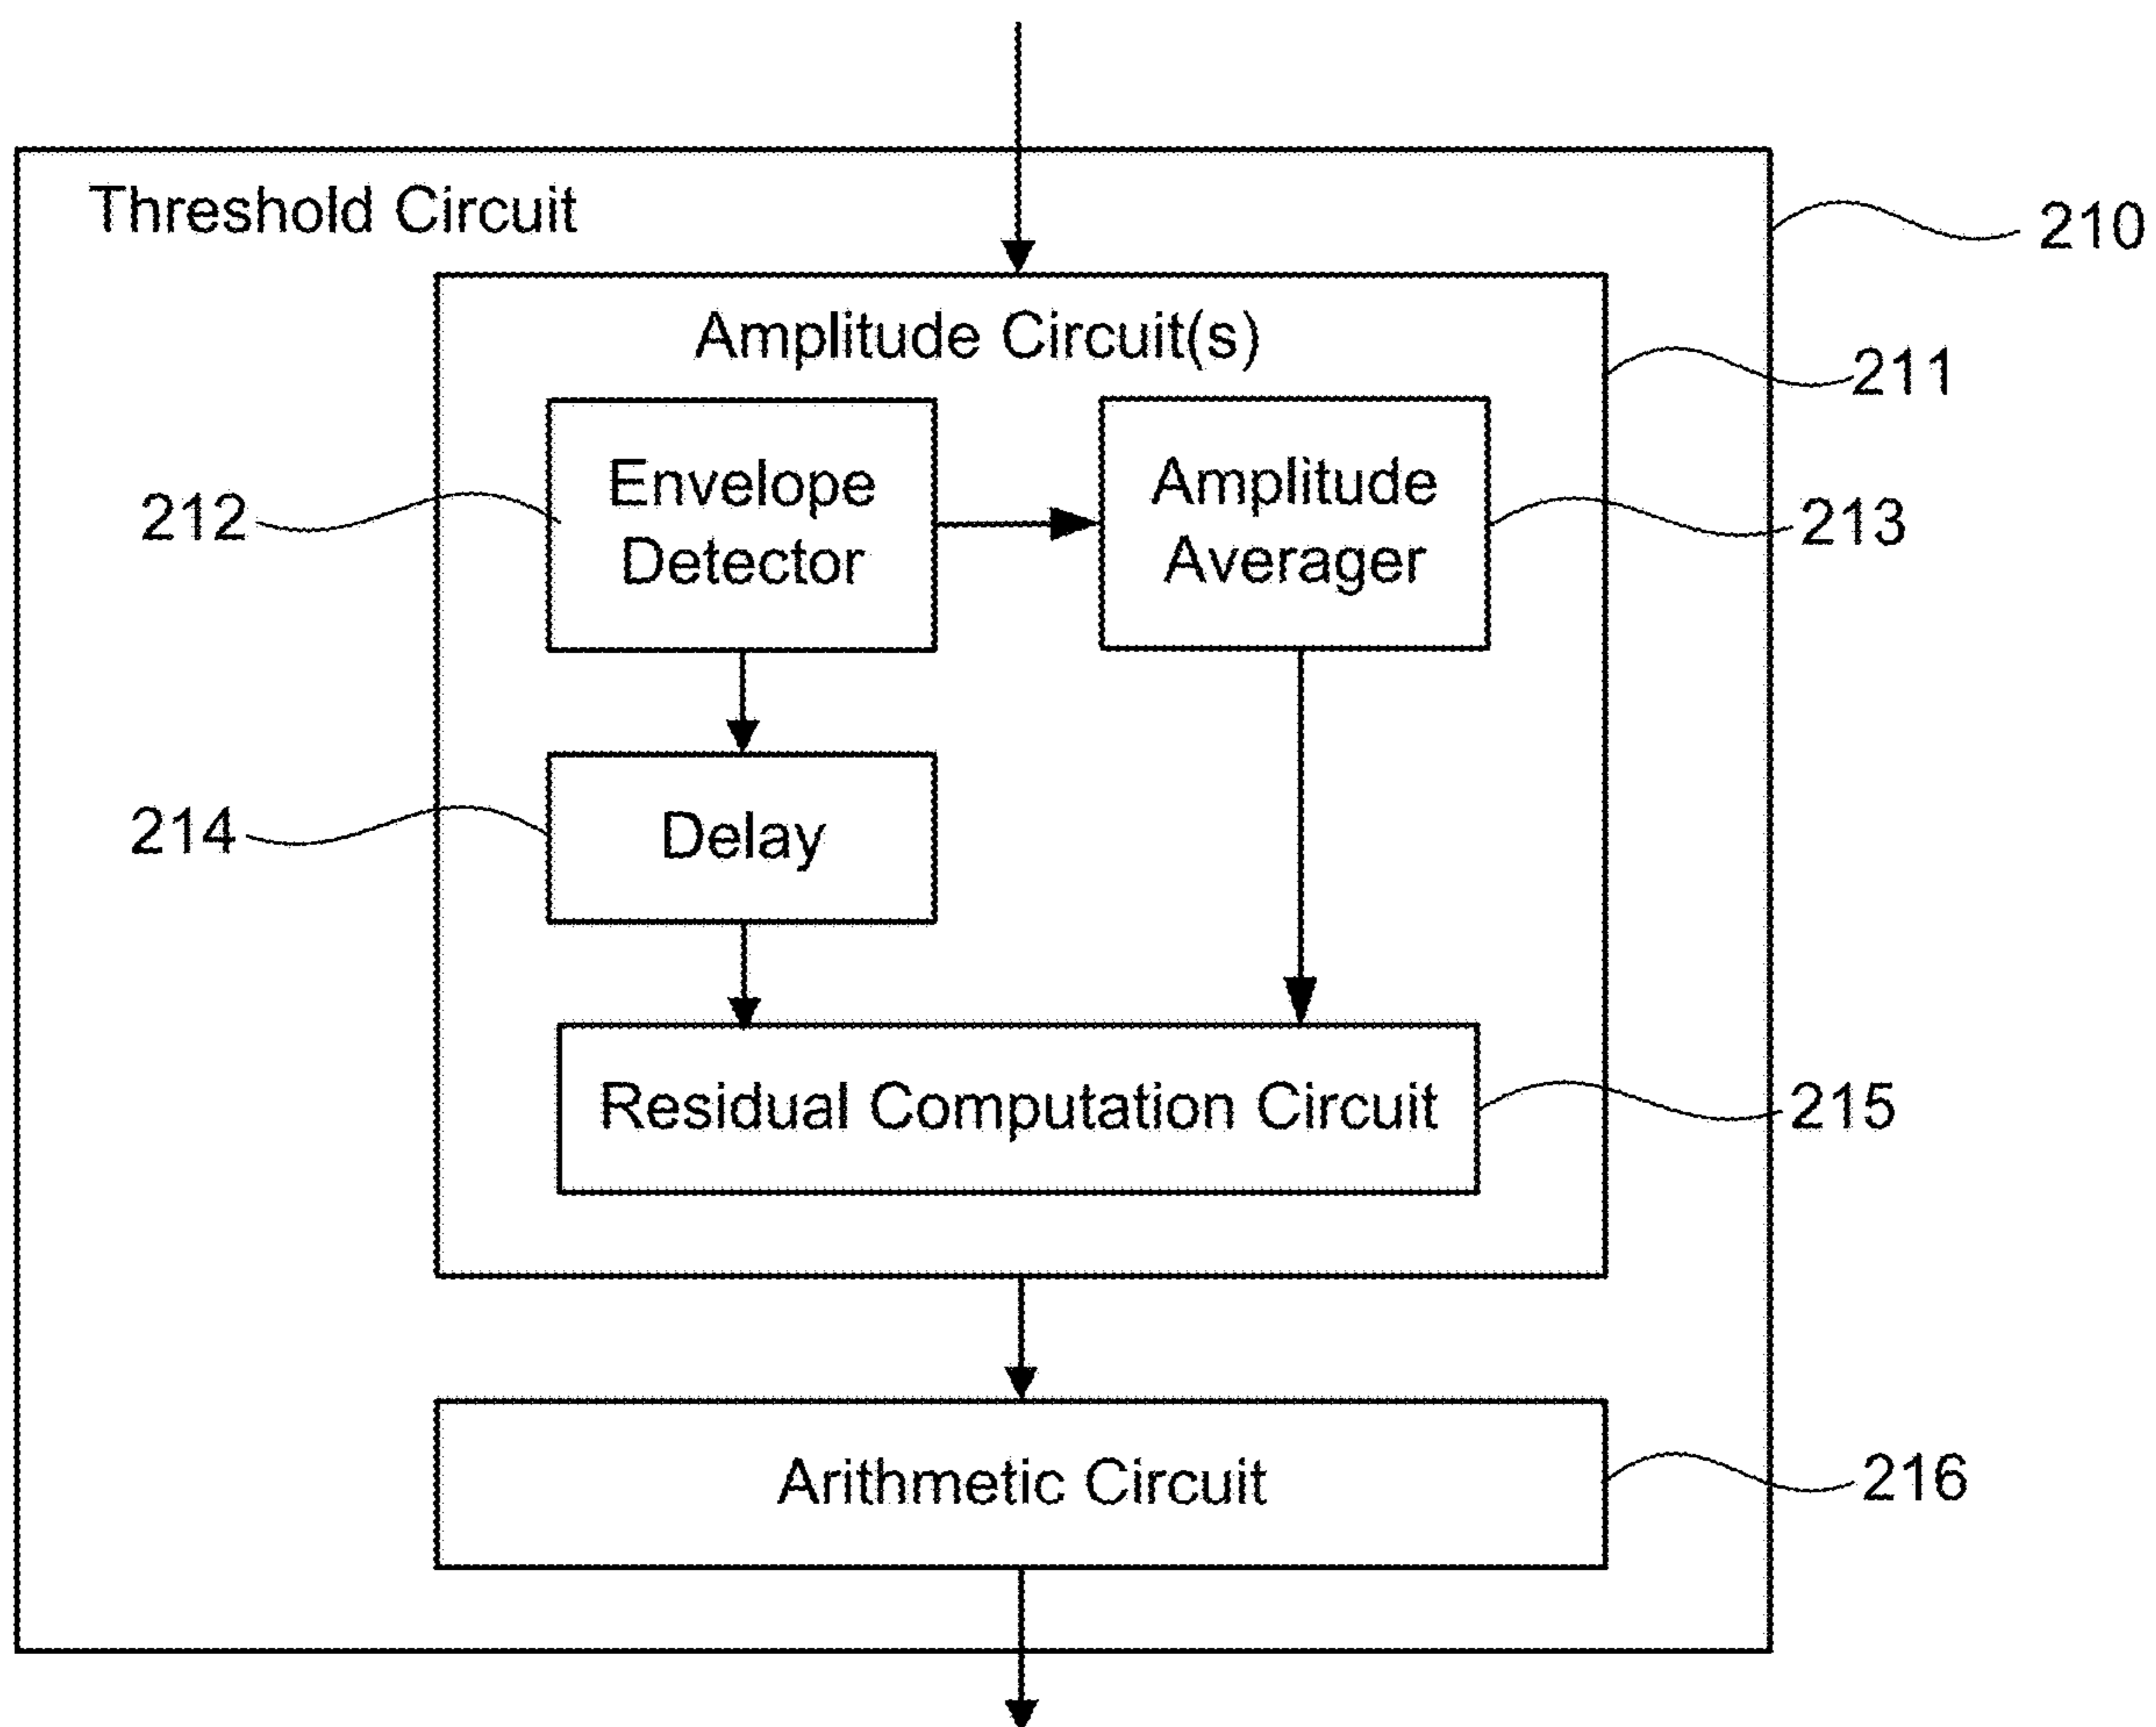 Threshold Circuit
210
Amplitude Circuit(s)
211
Envelope
Detector
212
Amplitude
Averager
213
214
Delay
Residual Computation Circuit
215
Arithmetic Circuit
216